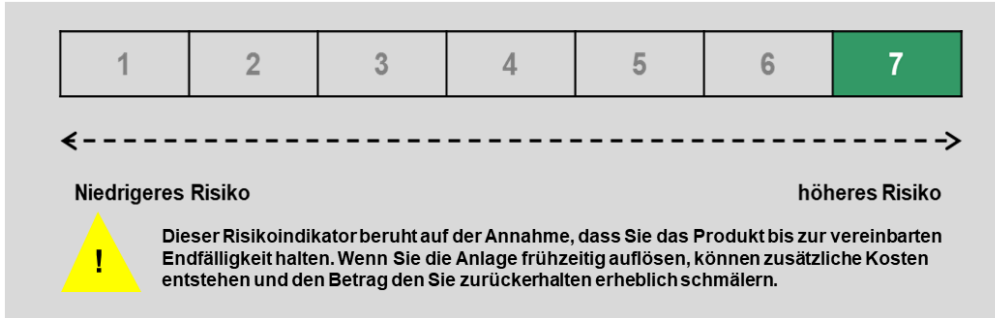 1 2 3 4 5 6 7
Niedrigeres Risiko höheres Risiko
!
Dieser Risikoindikator beruht auf der Annahme, dass Sie das Produkt bis zur vereinbarten
Endfälligkeit halten. Wenn Sie die Anlage frühzeitig auflösen, können zusätzliche Kosten
entstehen und den Betrag den Sie zurückerhalten erheblich schmälern.